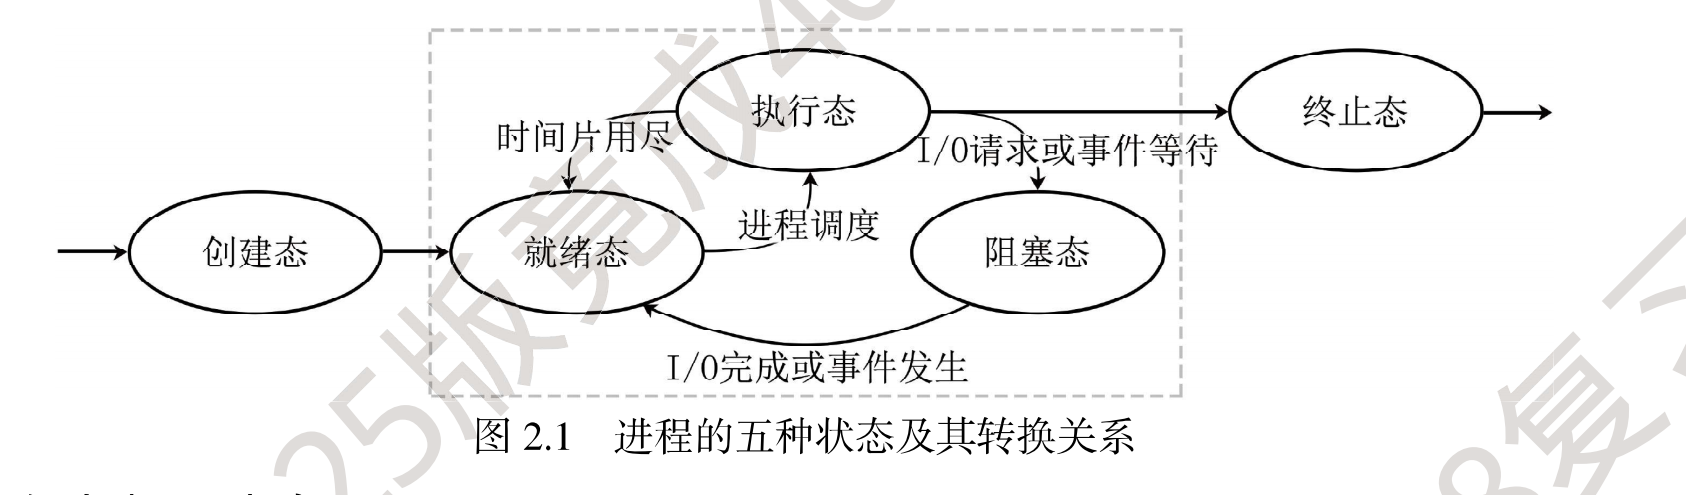 执行态
终止态
时间片用尽
I/O请求或事件等待
进程调度
创建态
就绪态
阻塞态
I/O完成或事件发生
图 2.1 进程的五种状态及其转换关系
25版竟成40
8复习